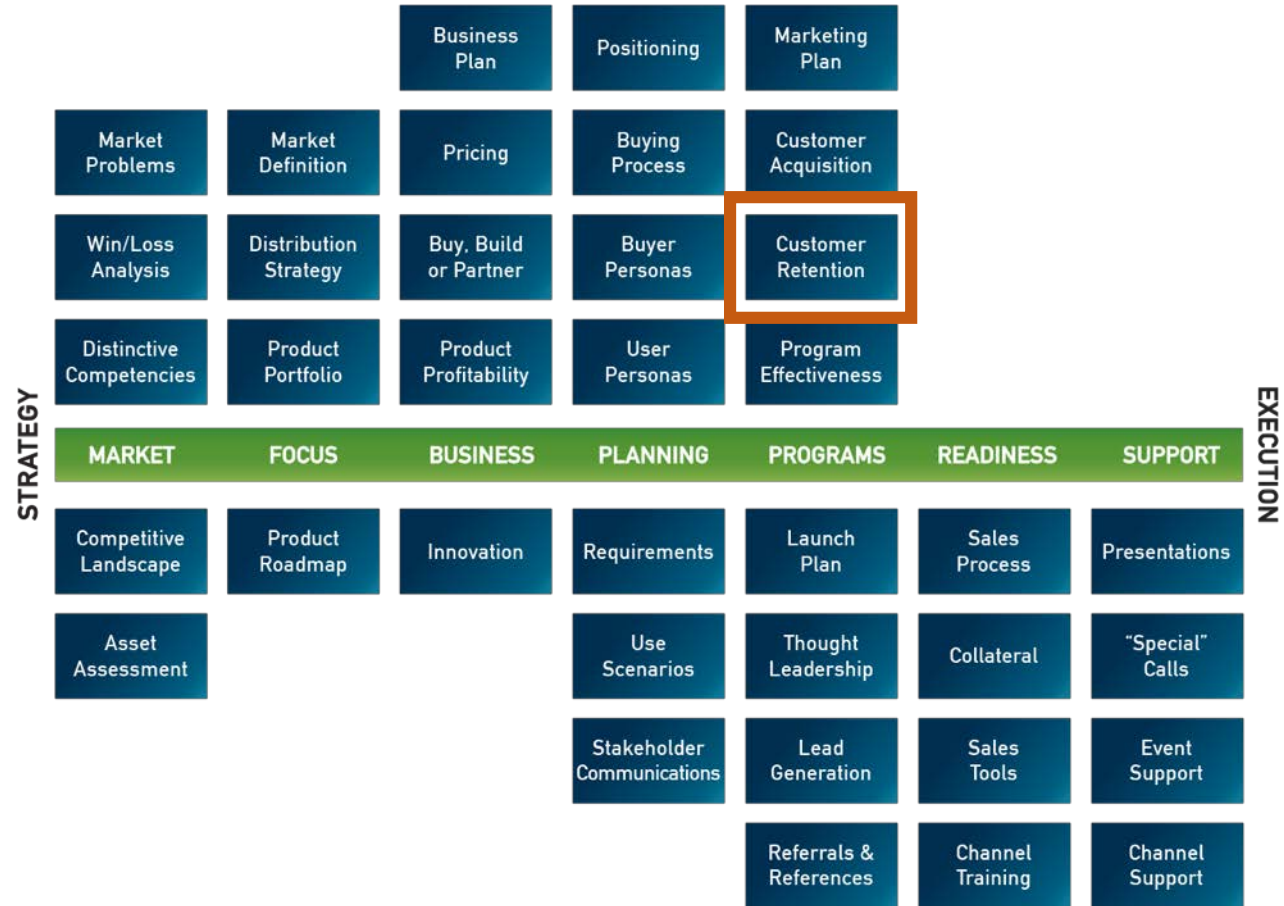 Business
Plan
Positioning
Marketing
Plan
Market
Problems
Market
Definition
Pricing
Buying
Process
Customer
Acquisition
Win/Loss
Analysis
Distribution
Strategy
Buy, Build
or Partner
Buyer
Personas
Customer
Retention
Distinctive
Competencies
Product
Portfolio
Product
Profitability
User
Personas
Program
Effectiveness
STRATEGY
MARKET
FOCUS
BUSINESS
PLANNING
PROGRAMS
READINESS
SUPPORT
EXECUTION
Competitive
Landscape
Product
Roadmap
Innovation
Requirements
Launch
Plan
Sales
Process
Presentations
Asset
Assessment
Use
Scenarios
Thought
Leadership
Collateral
“Special”
Calls
Stakeholder
Communications
Lead
Generation
Sales
Tools
Event
Support
Referrals &
References
Channel
Training
Channel
Support